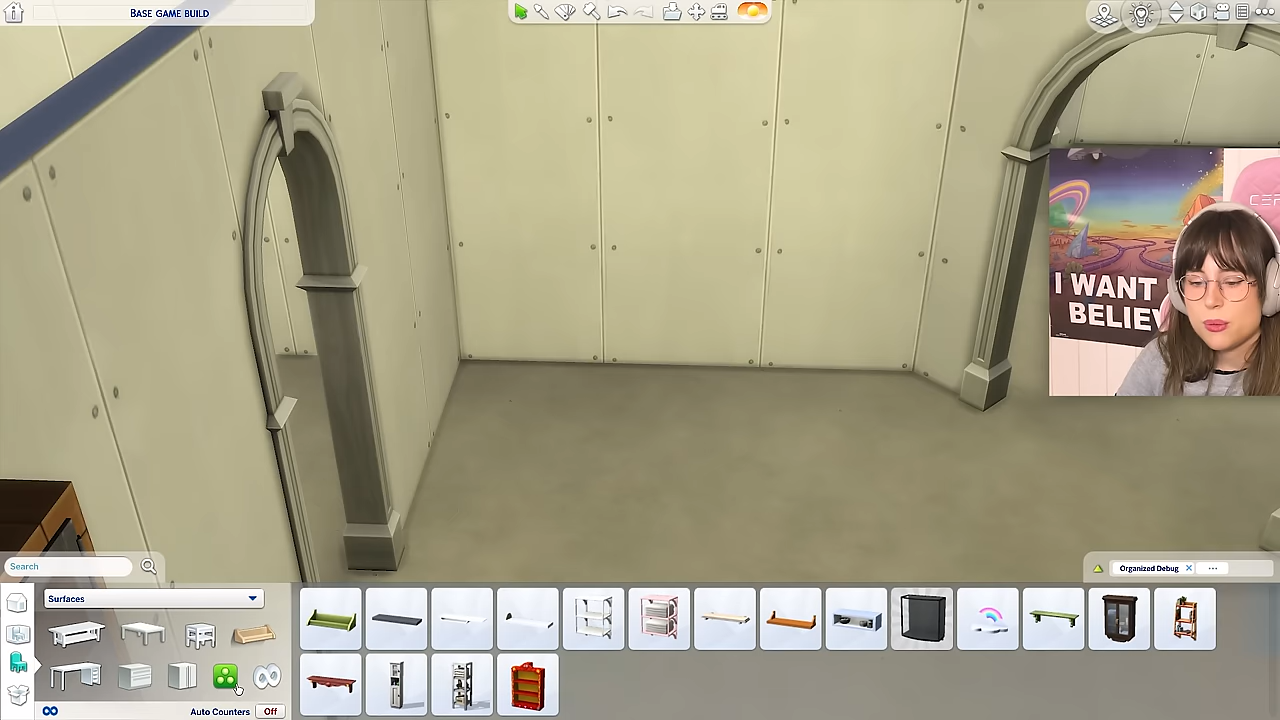 BASE GAME BUILD
I WANT
BELIEV
Search
Organized Debug
Surfaces
Auto Counters
Off